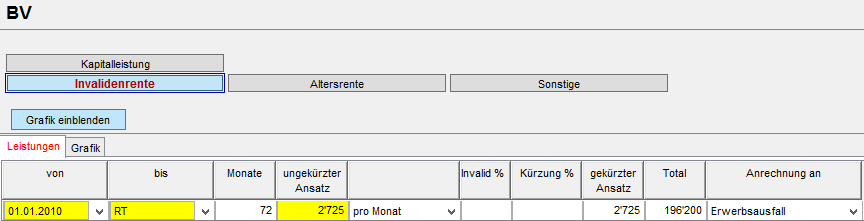 BV
Kapitalleistung
Invalidenrente Altersrente Sonstige
Grafik einblenden
Leistungen Grafik
von bis Monate ungekürzter Ansatz Invalid % Kürzung % gekürzter Ansatz Total Anrechnung an
01.01.2010 RT 72 2'725 pro Monat 2'725 196'200 Erwerbsausfall